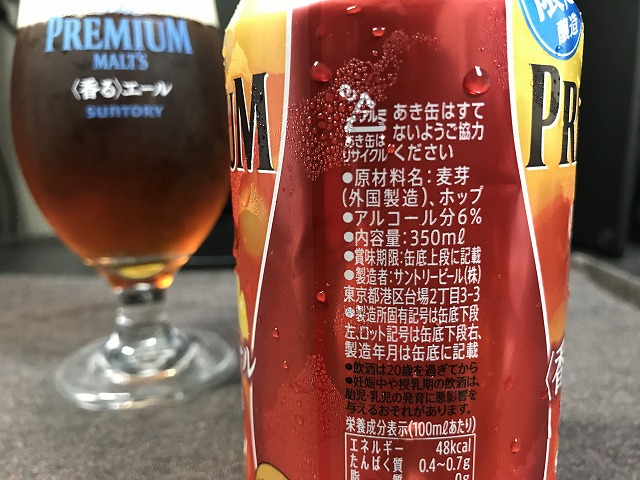 PREMIUM
MALT'S
〈香る〉エール
SUNTORY
限定
醸造
アルミ
あき缶は
リサイクル
あき缶はすて
ないようご協力
ください
●原材料名:麦芽
(外国製造)、ホップ
●アルコール分6%
●内容量:350mℓ
●賞味期限:缶底上段に記載
●製造者:サントリービール(株)
東京都港区台場2丁目3-3
●製造所固有記号は缶底下段
左、ロット記号は缶底下段右、
製造年月は缶底に記載
●飲酒は20歳を過ぎてから
●妊娠中や授乳期の飲酒は、
胎児・乳児の発育に悪影響を
与えるおそれがあります。
栄養成分表示(100mℓあたり)
エネルギー 48kcal
たんぱく質 0.4~0.7g
脂 0g